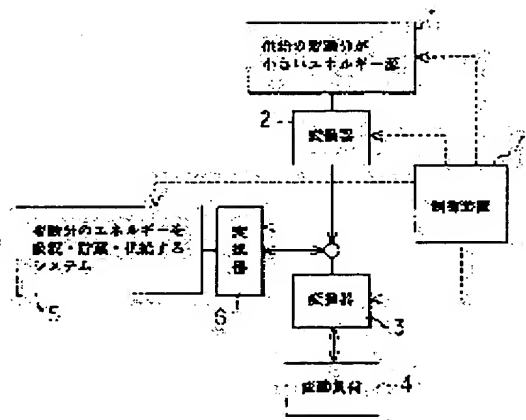 供給の変動分が
小さいエネルギー源
2
変換器
制御装置
変動分のエネルギーを
吸収・貯蔵・供給する
システム
変
換
器
5
6
変換器
3
変動負荷
4